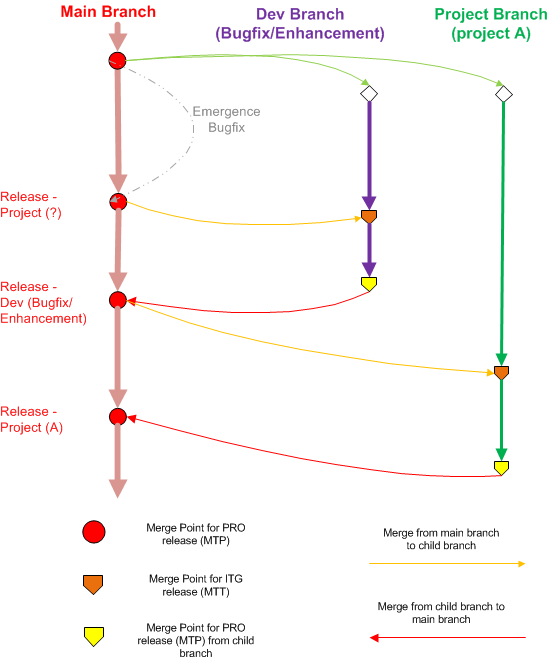 Main Branch
Dev Branch
(Bugfix/Enhancement)
Project Branch
(project A)
Emergence
Bugfix
Release -
Project (?)
Release -
Dev (Bugfix/
Enhancement)
Release -
Project (A)
Merge Point for PRO
release (MTP)
Merge from main branch
to child branch
Merge Point for ITG
release (MTT)
Merge from child branch to
main branch
Merge Point for PRO
release (MTP) from child
branch